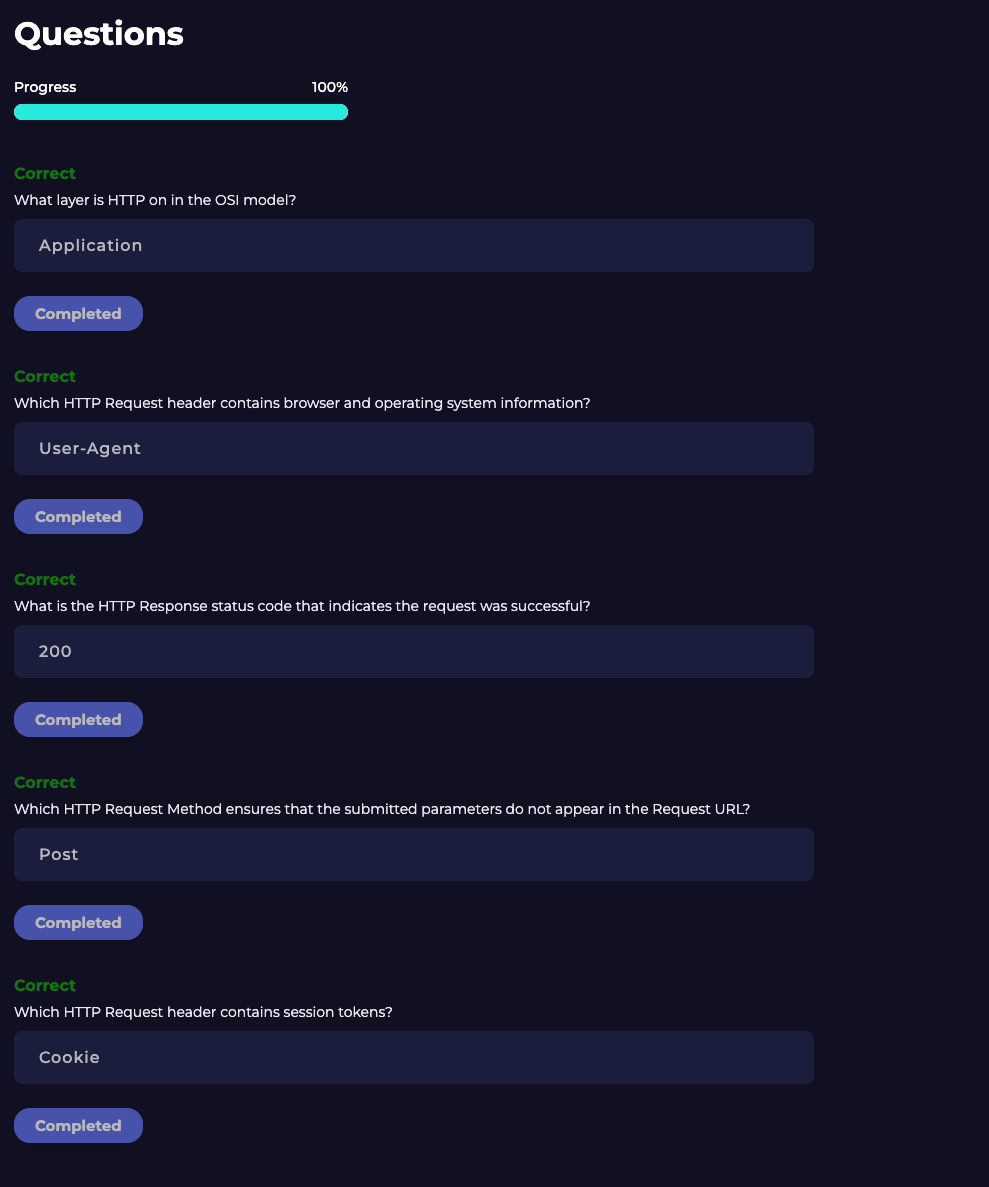 Questions
Progress 100%
Correct
What layer is HTTP on in the OSI model?
Application
Completed
Correct
Which HTTP Request header contains browser and operating system information?
User-Agent
Completed
Correct
What is the HTTP Response status code that indicates the request was successful?
200
Completed
Correct
Which HTTP Request Method ensures that the submitted parameters do not appear in the Request URL?
Post
Completed
Correct
Which HTTP Request header contains session tokens?
Cookie
Completed